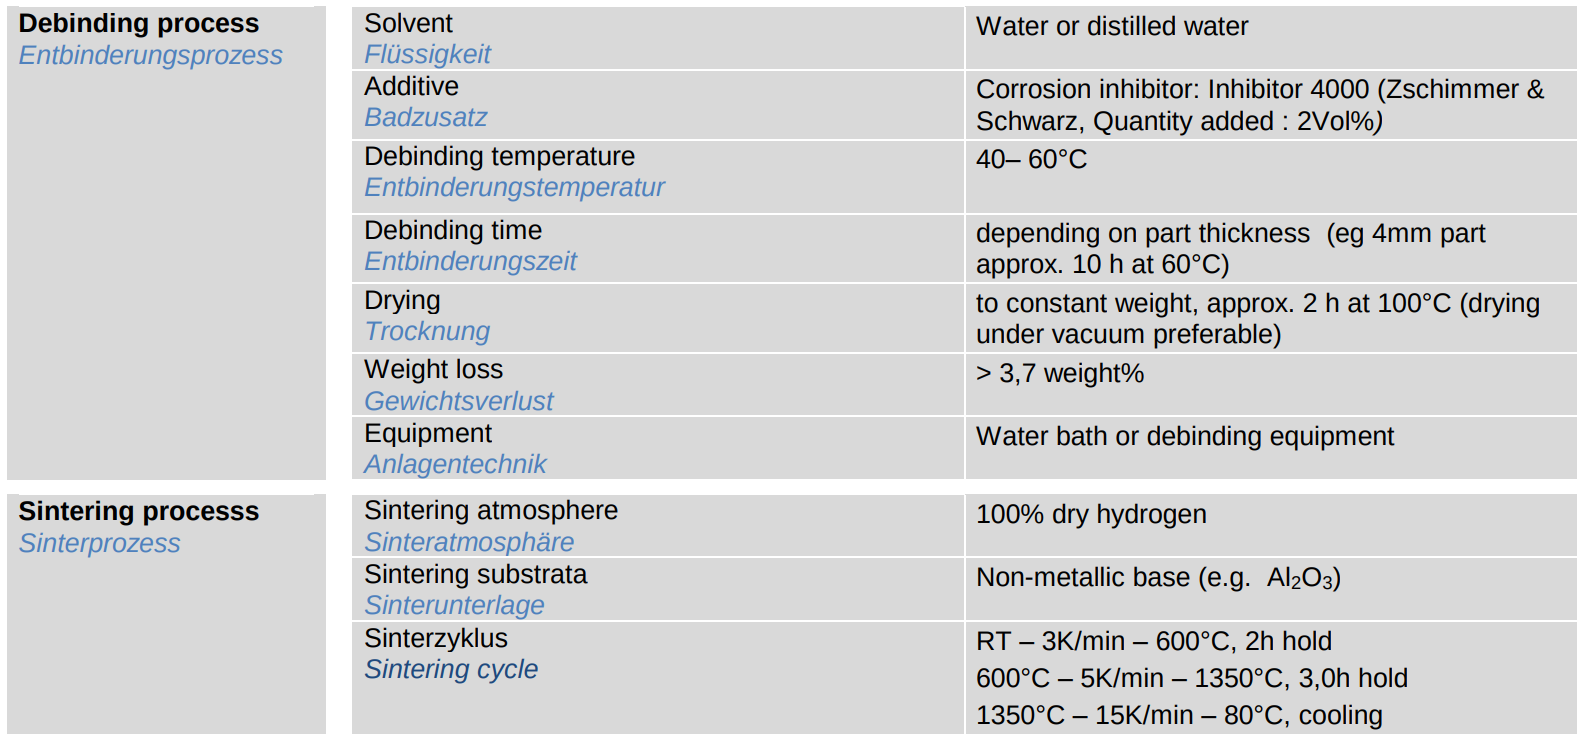 Debinding process
Entbinderungsprozess
Solvent
Flüssigkeit
Water or distilled water
Additive
Badzusatz
Corrosion inhibitor: Inhibitor 4000 (Zschimmer &
Schwarz, Quantity added : 2Vol%)
Debinding temperature
Entbinderungstemperatur
40– 60°C
Debinding time
Entbinderungszeit
depending on part thickness  (eg 4mm part
approx. 10 h at 60°C)
Drying
Trocknung
to constant weight, approx. 2 h at 100°C (drying
under vacuum preferable)
Weight loss
Gewichtsverlust
> 3,7 weight%
Equipment
Anlagentechnik
Water bath or debinding equipment
Sintering processs
Sinterprozess
Sintering atmosphere
Sinteratmosphäre
100% dry hydrogen
Sintering substrata
Sinterunterlage
Non-metallic base (e.g.  Al₂O₃)
Sinterzyklus
Sintering cycle
RT – 3K/min – 600°C, 2h hold
600°C – 5K/min – 1350°C, 3,0h hold
1350°C – 15K/min – 80°C, cooling